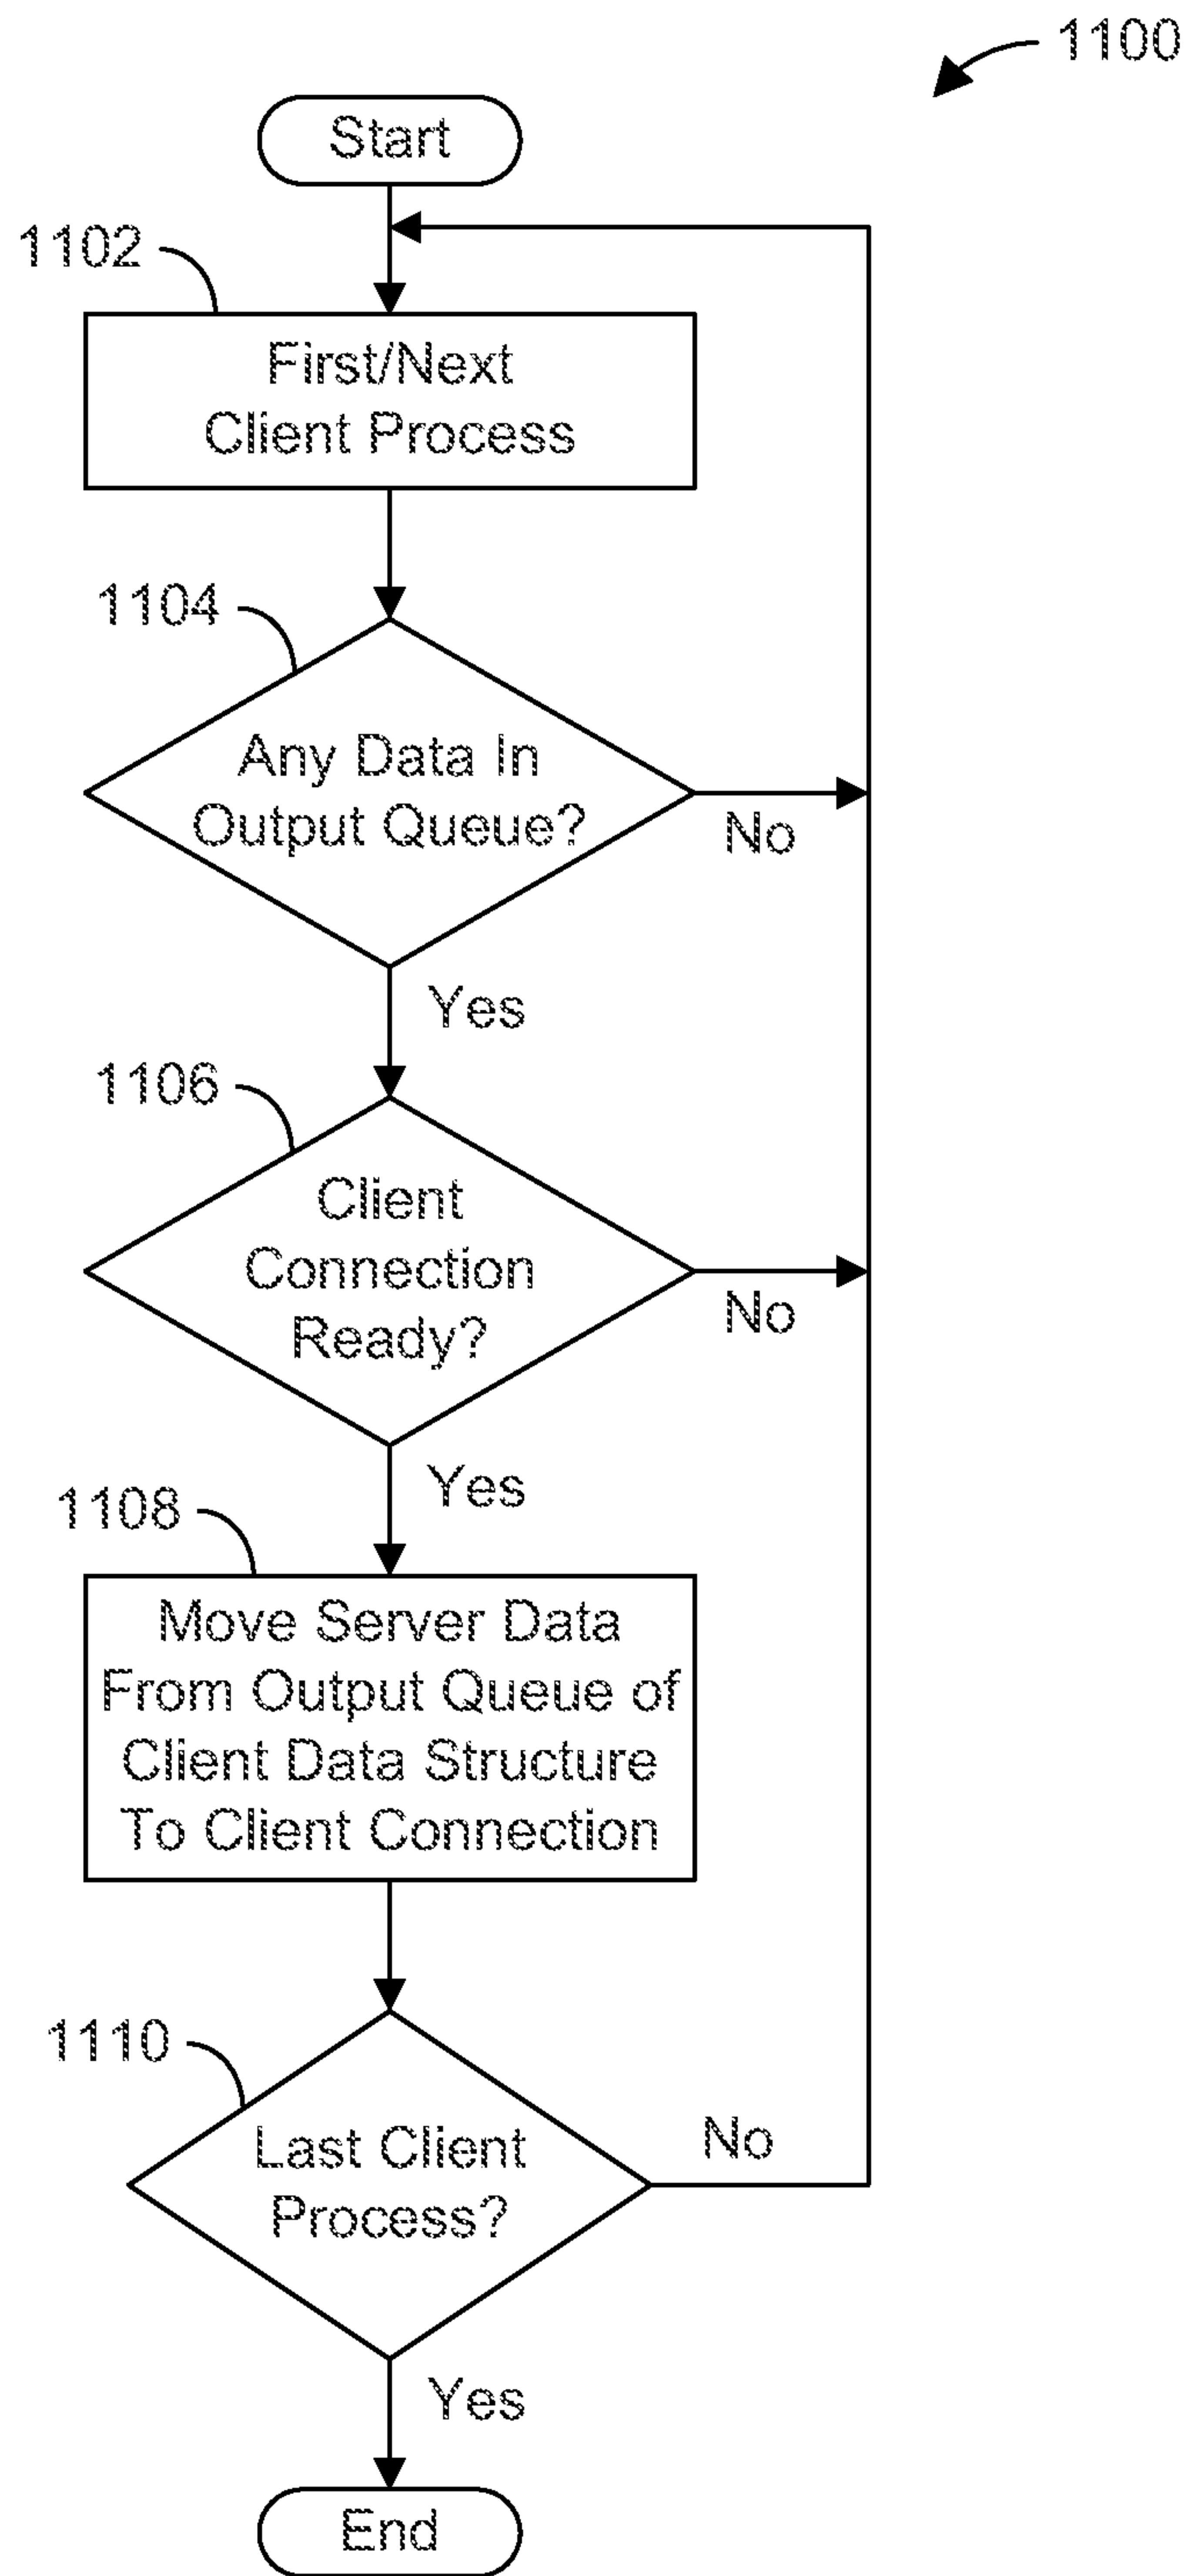 1100
Start
1102
First/Next
Client Process
1104
Any Data In
Output Queue?
No
Yes
1106
Client
Connection
Ready?
No
Yes
1108
Move Server Data
From Output Queue of
Client Data Structure
To Client Connection
1110
Last Client
Process?
No
Yes
End